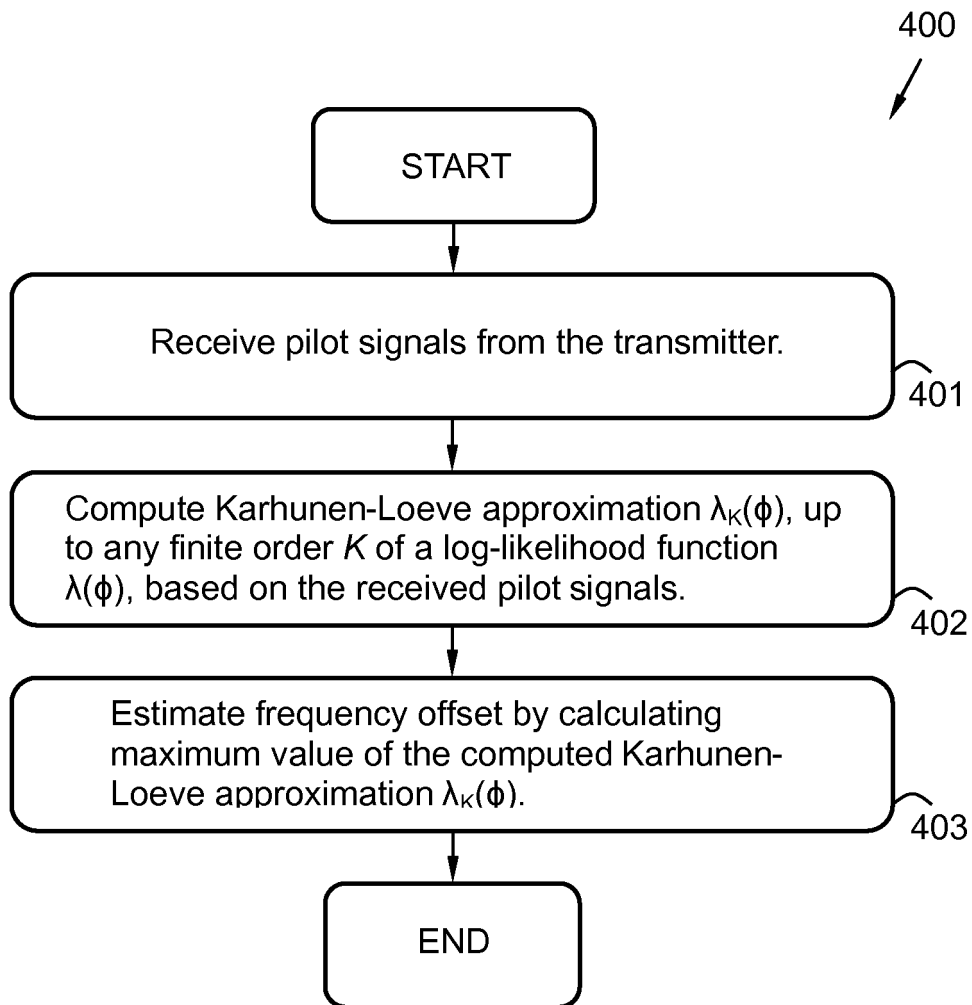 400
START
Receive pilot signals from the transmitter.
401
Compute Karhunen-Loeve approximation λK(ϕ), up
to any finite order K of a log-likelihood function
λ(ϕ), based on the received pilot signals.
402
Estimate frequency offset by calculating
maximum value of the computed Karhunen-
Loeve approximation λK(ϕ).
403
END